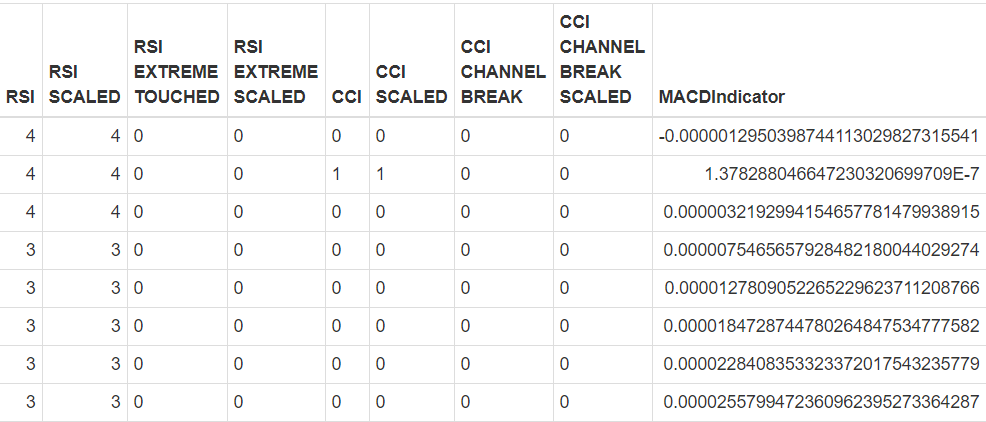 RSI RSI SCALED RSI EXTREME TOUCHED RSI EXTREME SCALED CCI CCI SCALED CCI CHANNEL BREAK CCI CHANNEL BREAK SCALED MACDIndicator
4 4 0 0 0 0 0 0 -0.0000012950398744113029827315541
4 4 0 0 1 1 0 0 1.378288046647230320699709E-7
4 4 0 0 0 0 0 0 0.0000032192994154657781479938915
3 3 0 0 0 0 0 0 0.0000075465657928482180044029274
3 3 0 0 0 0 0 0 0.0000127809052265229623711208766
3 3 0 0 0 0 0 0 0.0000184728744780264847534777582
3 3 0 0 0 0 0 0 0.0000228408353323372017543235779
3 3 0 0 0 0 0 0 0.0000255799472360962395273364287